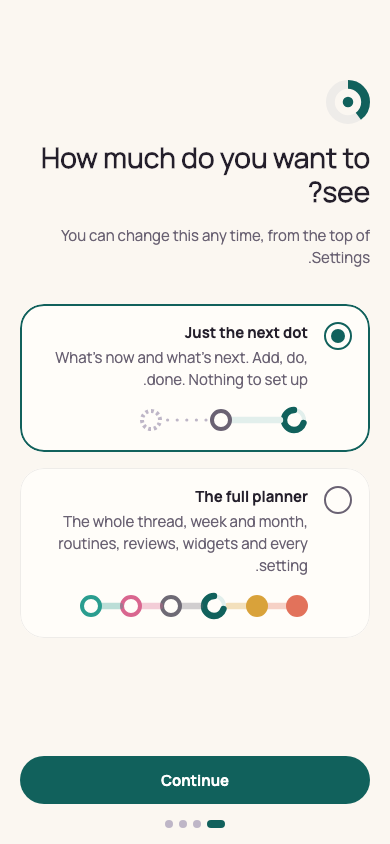 How much do you want to
see?
You can change this any time, from the top of
Settings.
Just the next dot
What's now and what's next. Add, do,
done. Nothing to set up.
The full planner
The whole thread, week and month,
routines, reviews, widgets and every
setting.
Continue